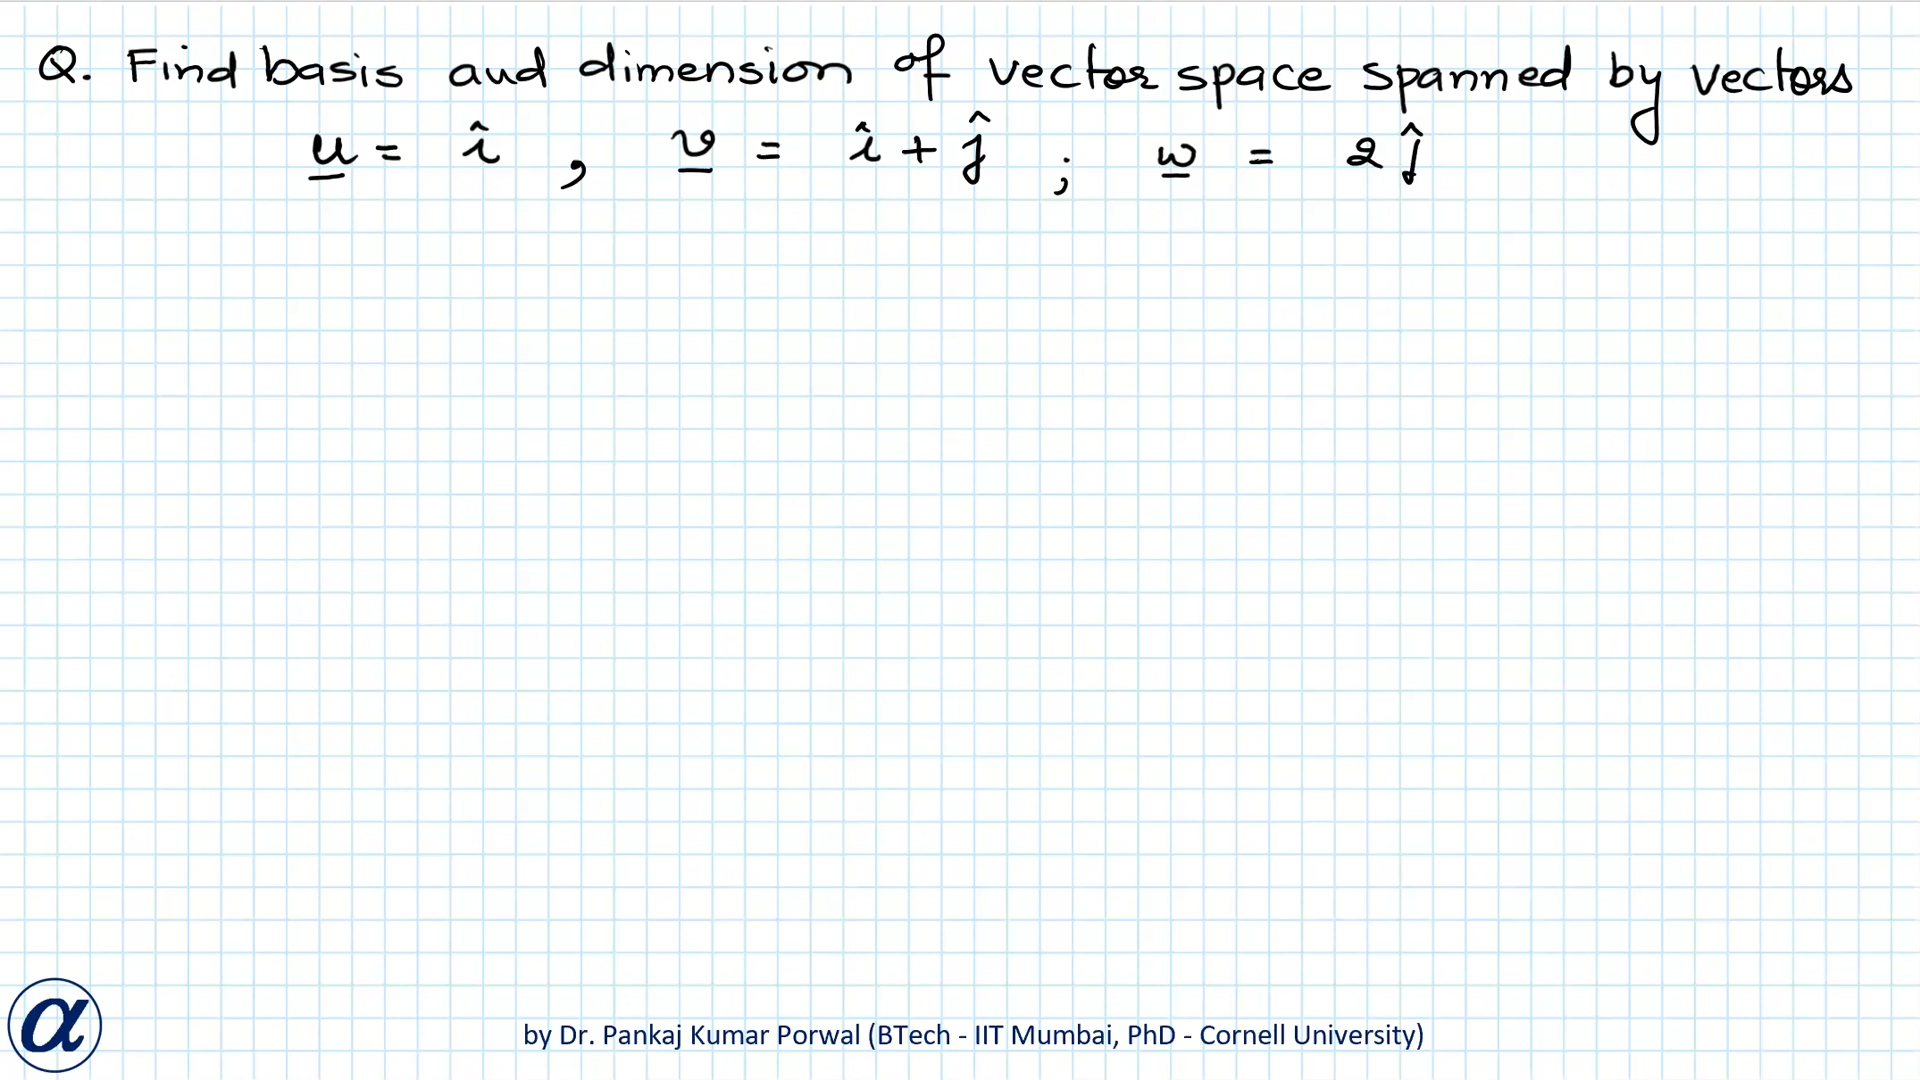 Q. Find basis and dimension of vector space spanned by vectors
u = î , v = î + ĵ ; w = 2ĵ
α
by Dr. Pankaj Kumar Porwal (BTech - IIT Mumbai, PhD - Cornell University)